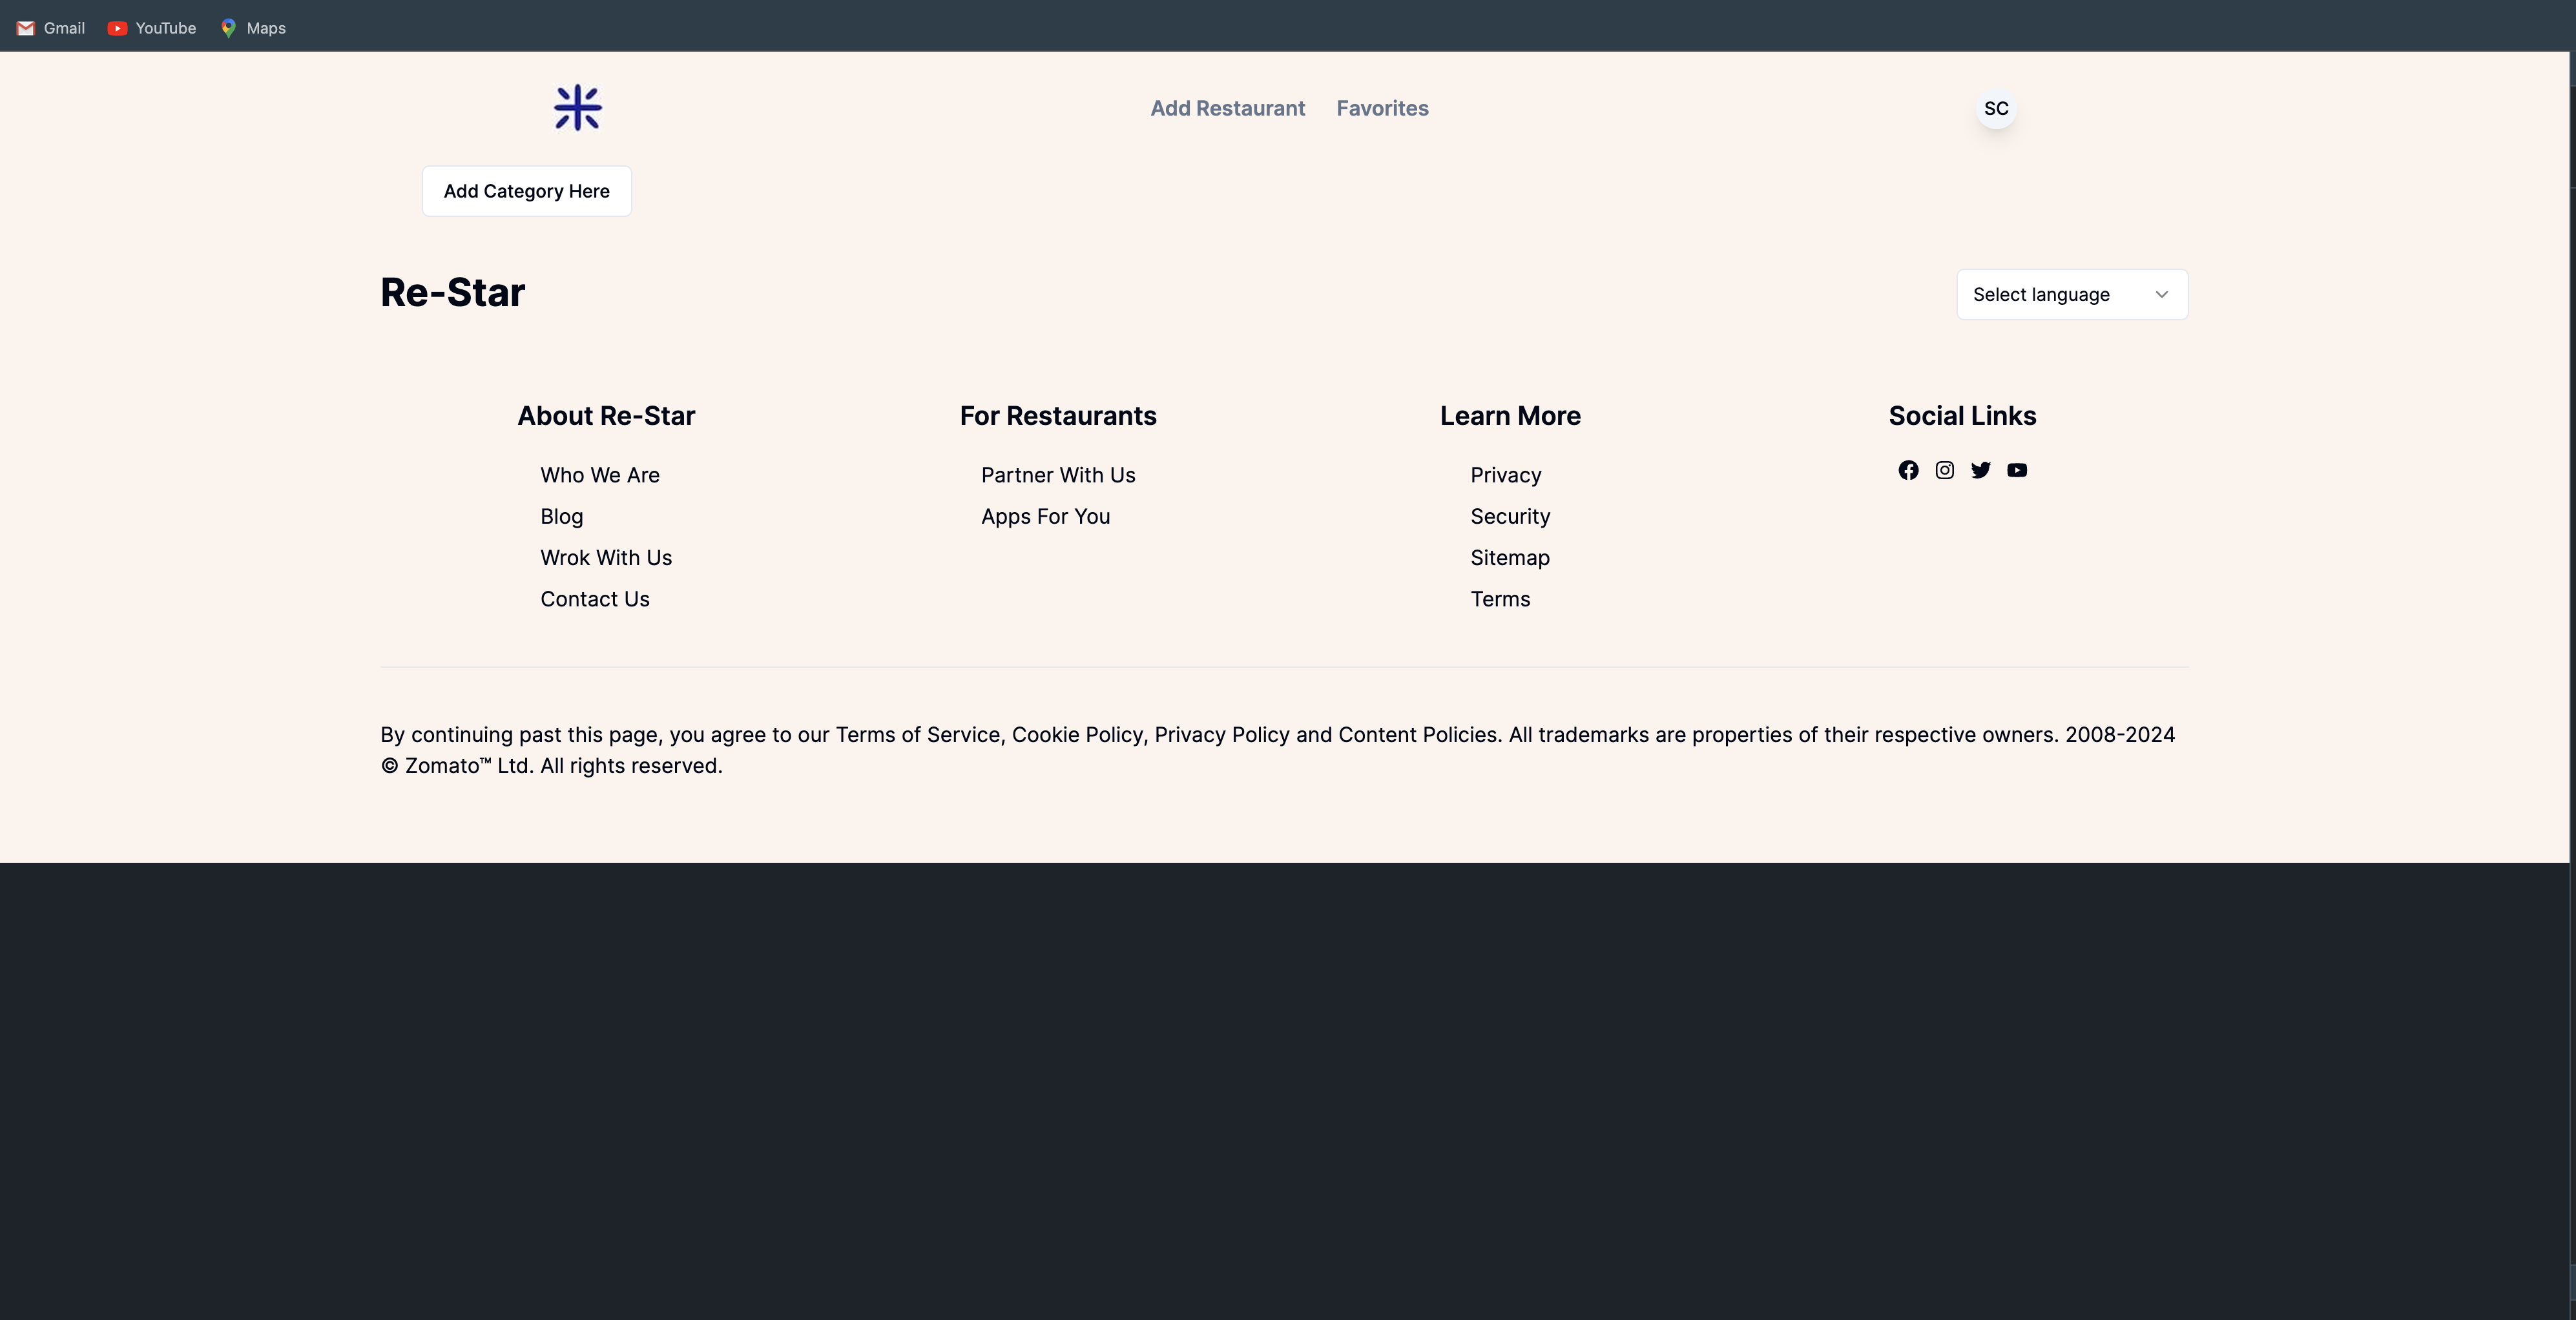 Gmail YouTube Maps
Add Restaurant Favorites SC
Add Category Here
Re-Star
Select language
About Re-Star
Who We Are
Blog
Wrok With Us
Contact Us
For Restaurants
Partner With Us
Apps For You
Learn More
Privacy
Security
Sitemap
Terms
Social Links
By continuing past this page, you agree to our Terms of Service, Cookie Policy, Privacy Policy and Content Policies. All trademarks are properties of their respective owners. 2008-2024
© Zomato™ Ltd. All rights reserved.